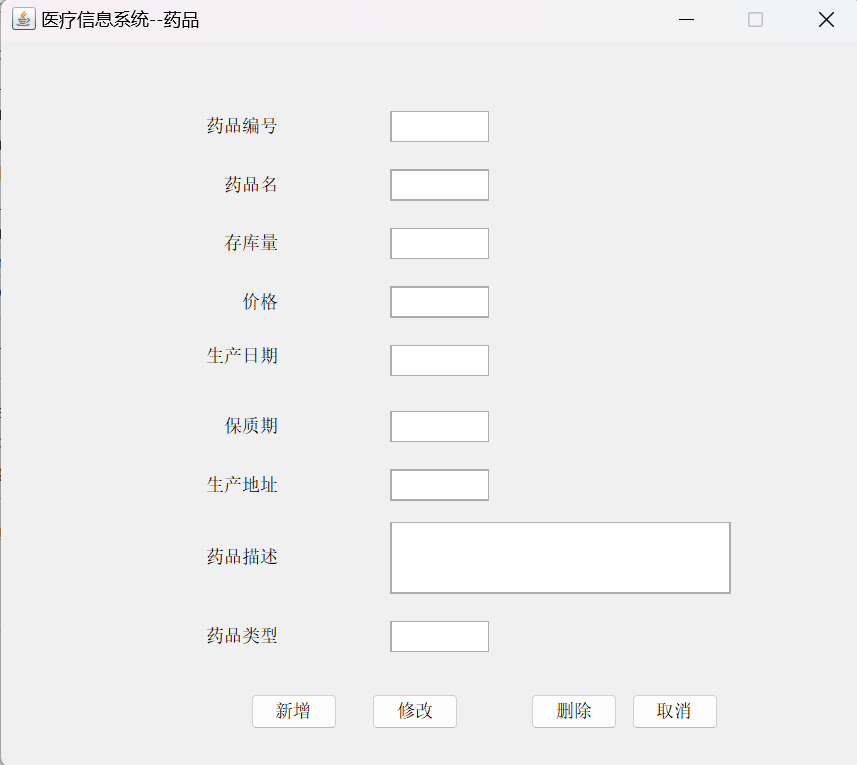 医疗信息系统--药品
药品编号
药品名
存库量
价格
生产日期
保质期
生产地址
药品描述
药品类型
新增 修改 删除 取消